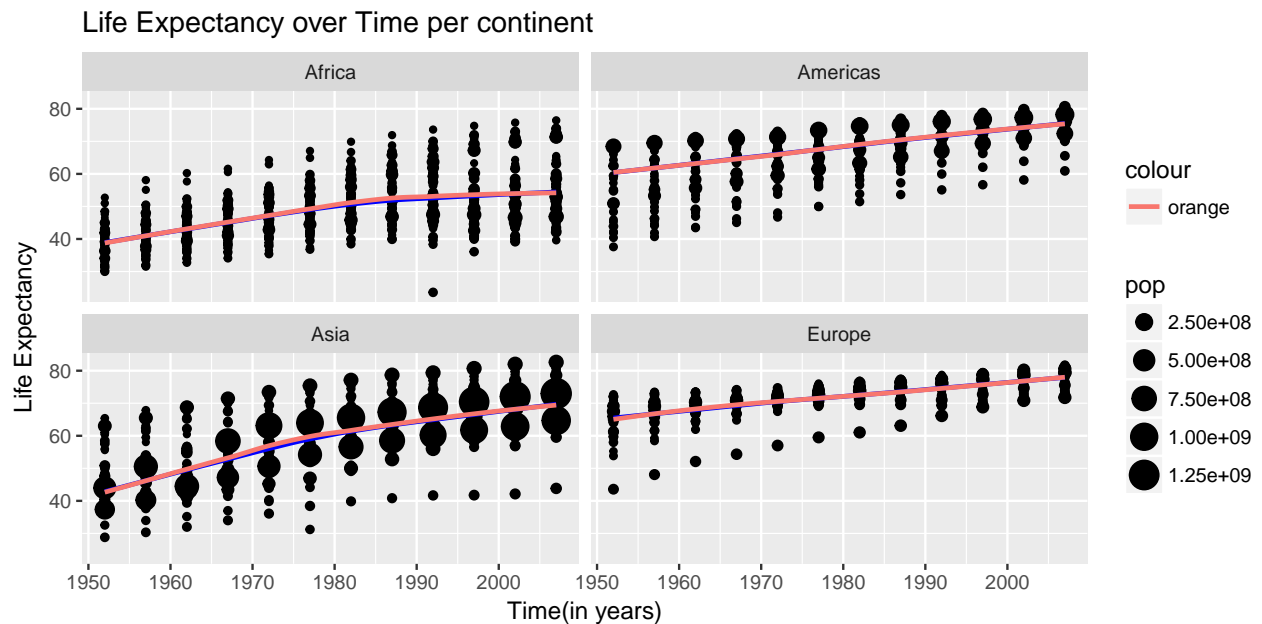 Life Expectancy over Time per continent
Africa
Americas
80
60
40
Asia
Europe
80
60
40
1950 1960 1970 1980 1990 2000
1950 1960 1970 1980 1990 2000
Time(in years)
Life Expectancy
colour
orange
pop
2.50e+08
5.00e+08
7.50e+08
1.00e+09
1.25e+09